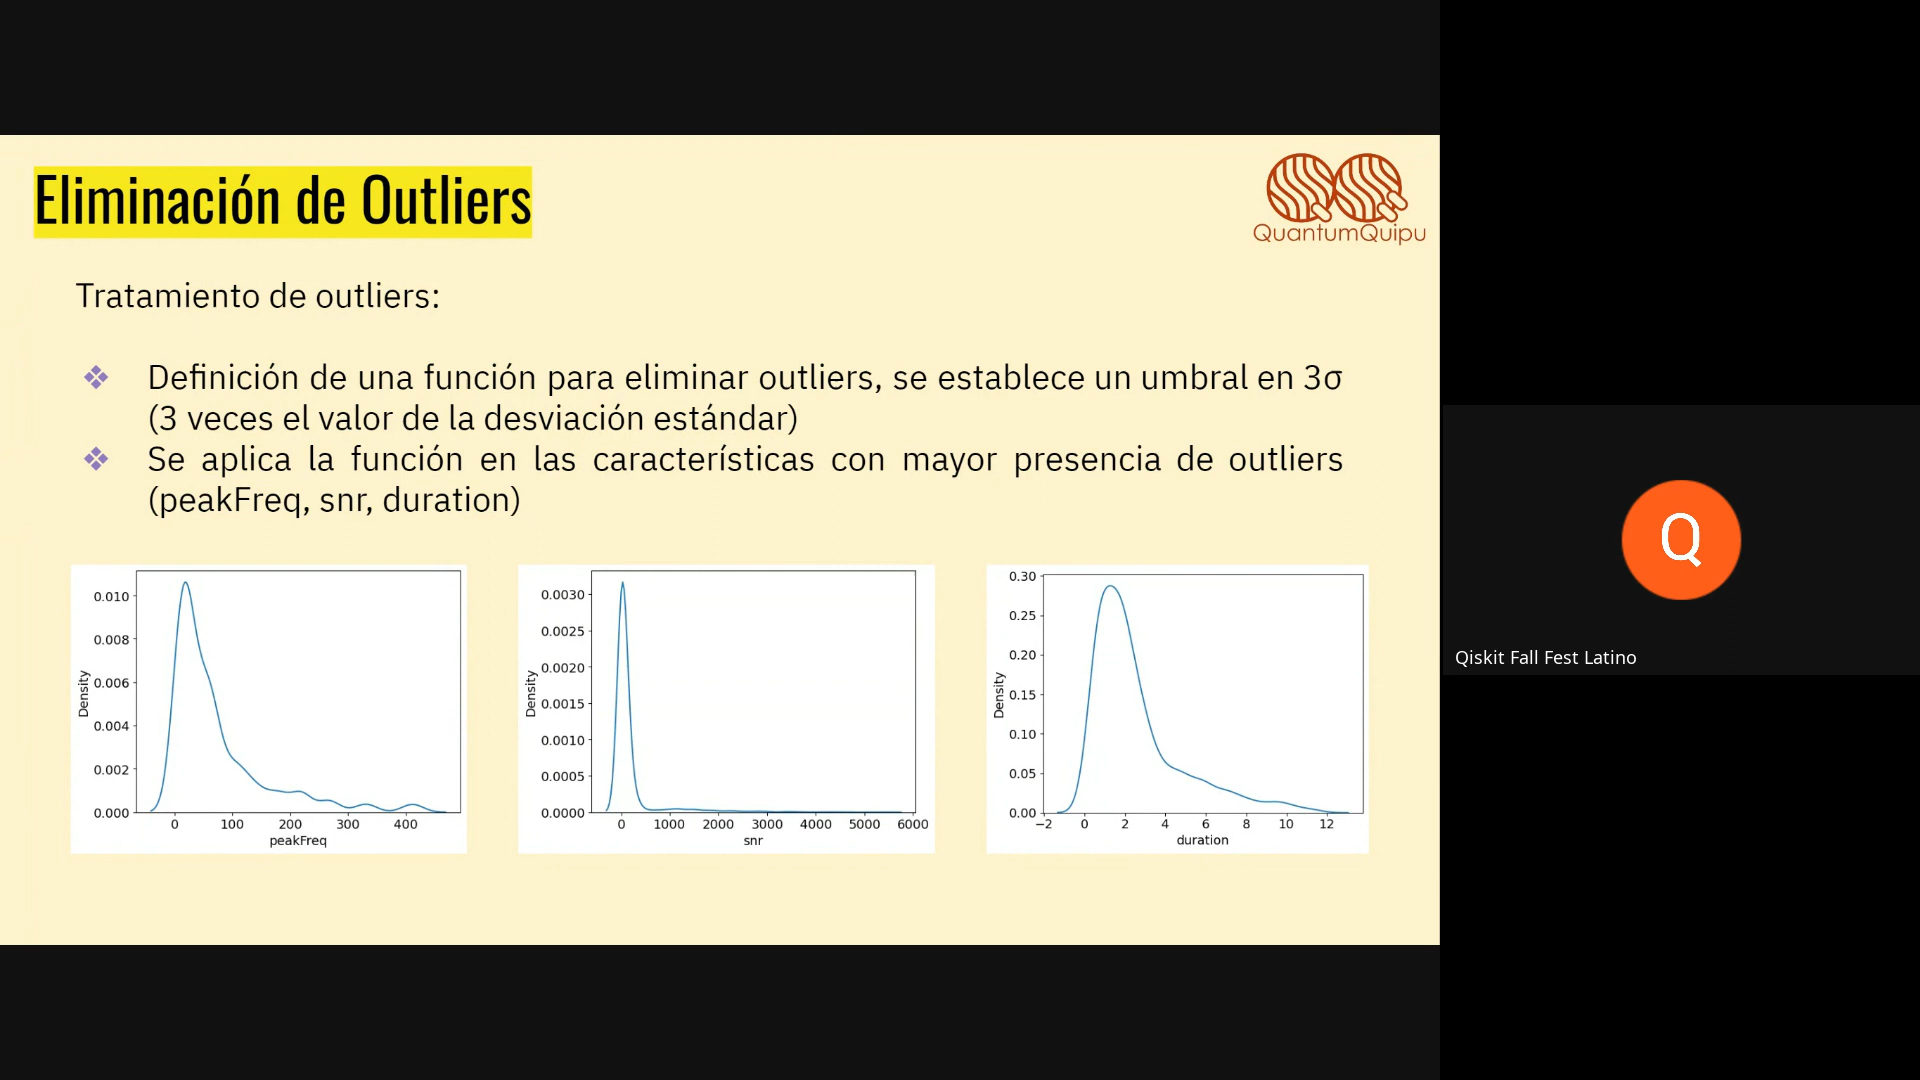 Eliminación de Outliers
QuantumQuipu
Tratamiento de outliers:
❖ Definición de una función para eliminar outliers, se establece un umbral en 3σ
(3 veces el valor de la desviación estándar)
❖ Se aplica la función en las características con mayor presencia de outliers
(peakFreq, snr, duration)
0.010
0.008
0.006
0.004
0.002
0.000
Density
0 100 200 300 400
peakFreq
0.0030
0.0025
0.0020
0.0015
0.0010
0.0005
0.0000
Density
0 1000 2000 3000 4000 5000 6000
snr
0.30
0.25
0.20
0.15
0.10
0.05
0.00
Density
−2 0 2 4 6 8 10 12
duration
Q
Qiskit Fall Fest Latino